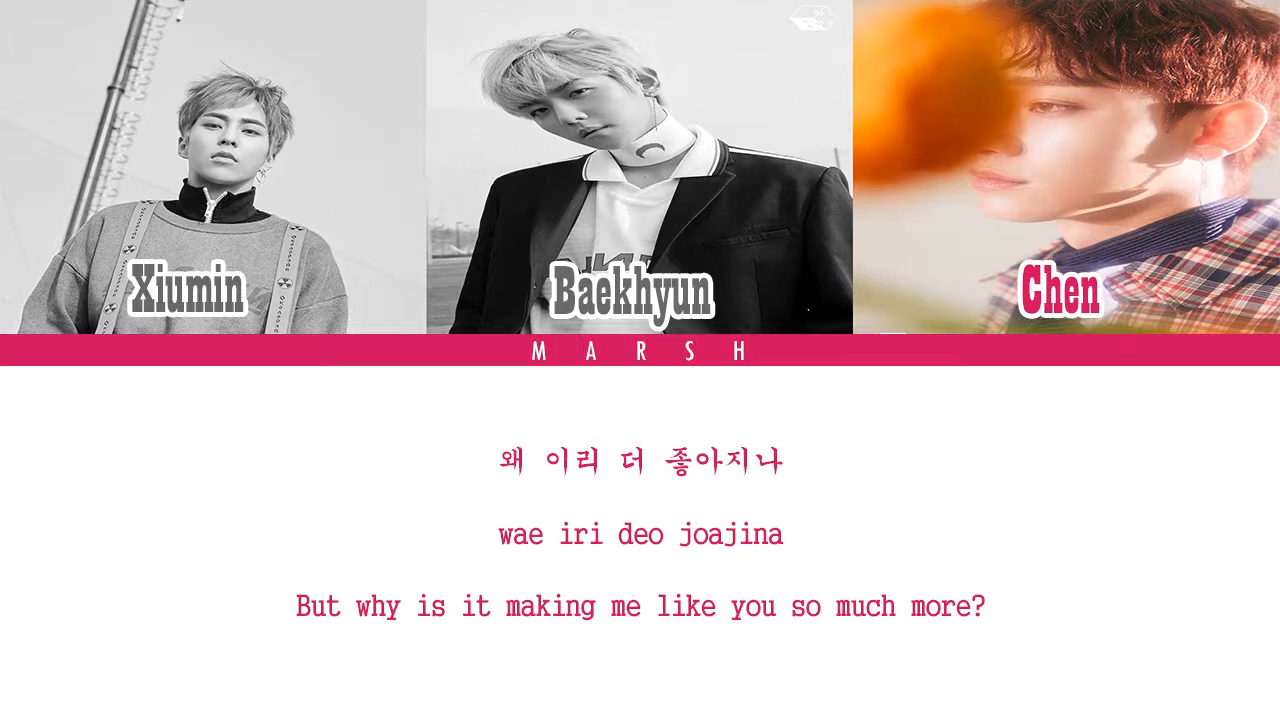 Xiumin
Baekhyun
Chen
MARSH
왜 이리 더 좋아지나
wae iri deo joajina
But why is it making me like you so much more?